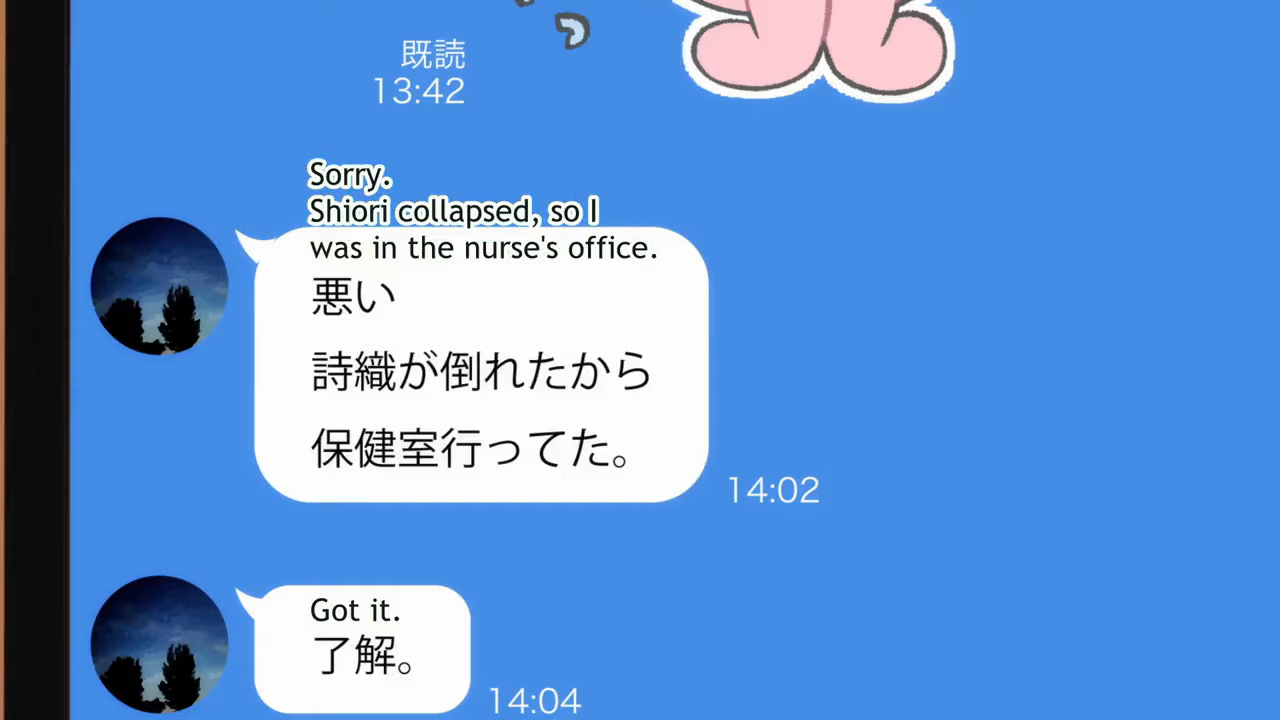 既読
13:42
Sorry.
Shiori collapsed, so I
was in the nurse's office.
悪い
詩織が倒れたから
保健室行ってた。
14:02
Got it.
了解。
14:04